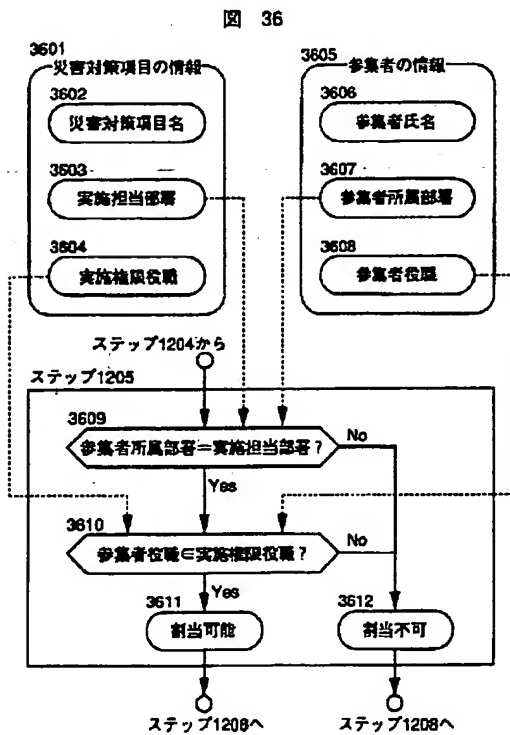 図 36
3601
災害対策項目の情報
3602
災害対策項目名
3603
実施担当部署
3604
実施権限役職
3605
参集者の情報
3606
参集者氏名
3607
参集者所属部署
3608
参集者役職
ステップ1204から
ステップ1205
3609
参集者所属部署=実施担当部署?
No
Yes
3610
参集者役職∈実施権限役職?
No
Yes
3611
割当可能
3612
割当不可
ステップ1206へ
ステップ1208へ